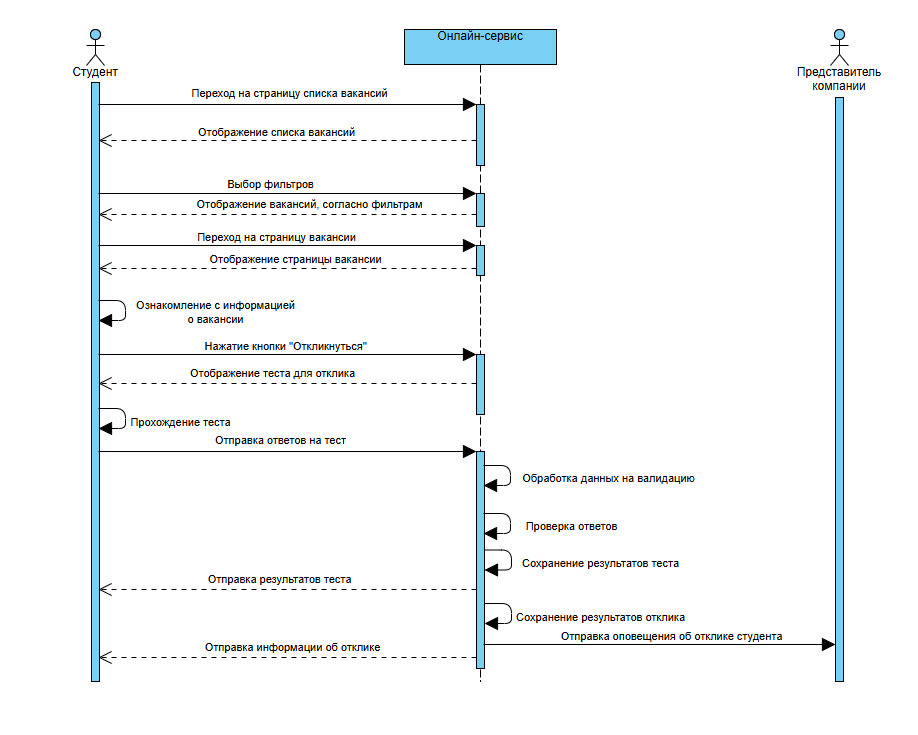 Онлайн-сервис
Студент
Представитель
компании
Переход на страницу списка вакансий
Отображение списка вакансий
Выбор фильтров
Отображение вакансий, согласно фильтрам
Переход на страницу вакансии
Отображение страницы вакансии
Ознакомление с информацией
о вакансии
Нажатие кнопки "Откликнуться"
Отображение теста для отклика
Прохождение теста
Отправка ответов на тест
Обработка данных на валидацию
Проверка ответов
Сохранение результатов теста
Отправка результатов теста
Сохранение результатов отклика
Отправка оповещения об отклике студента
Отправка информации об отклике